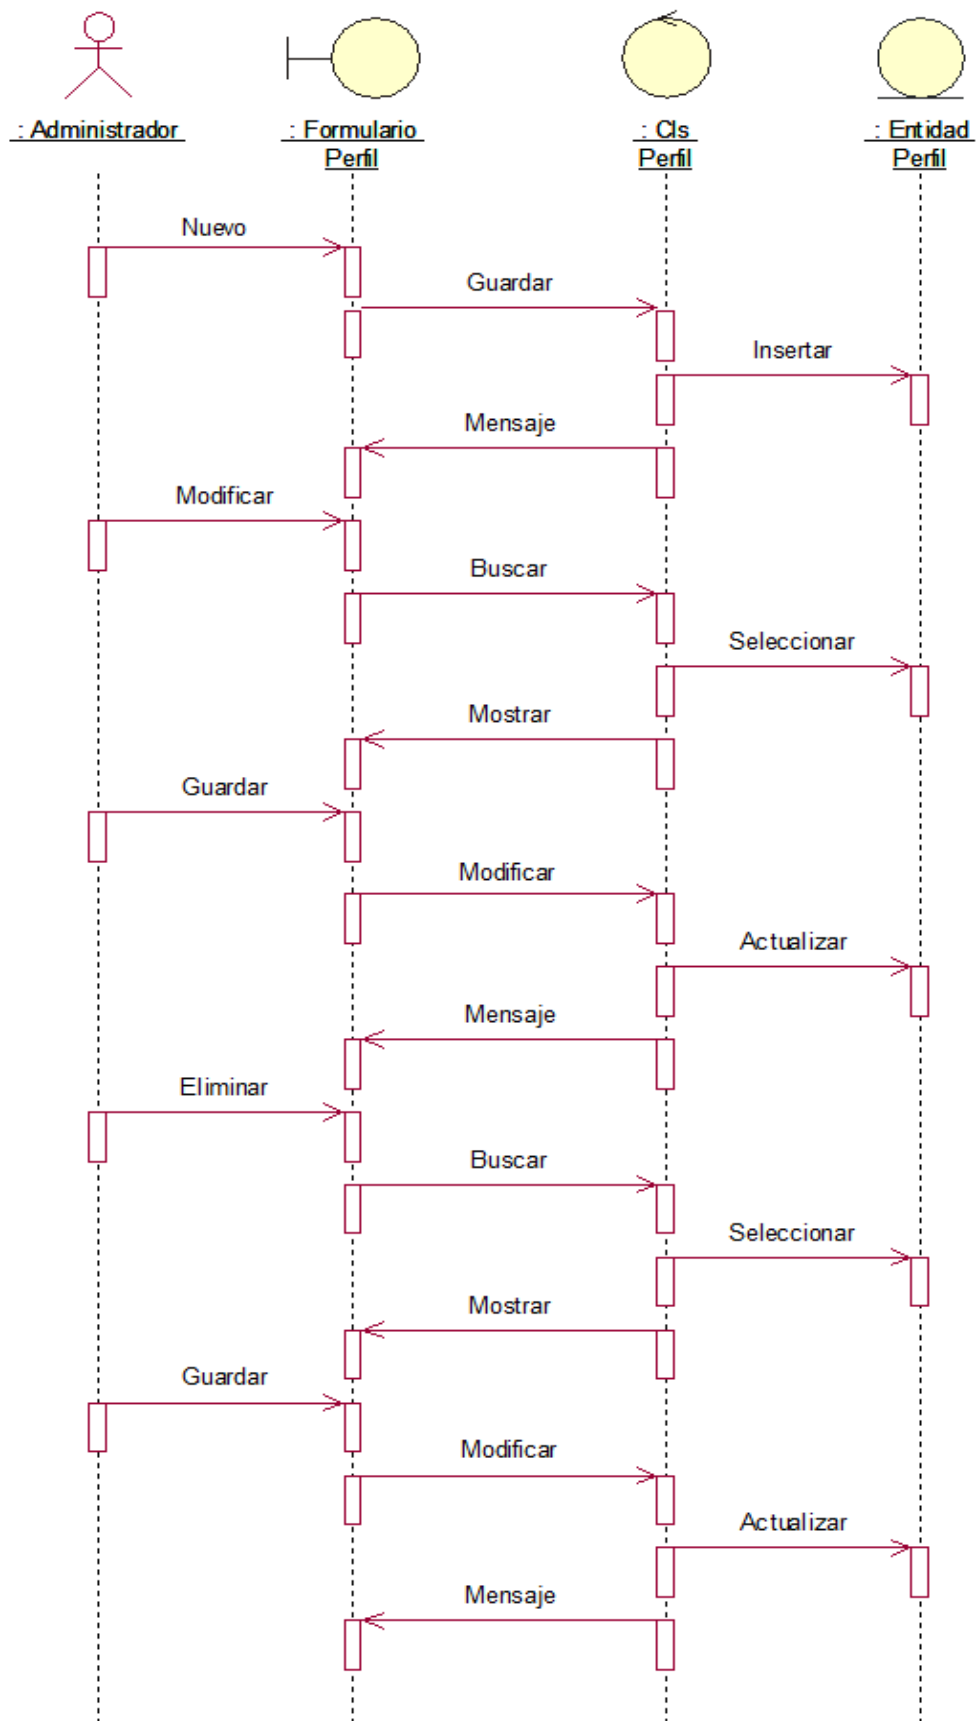 : Administrador
: Formulario
Perfil
: Cls
Perfil
: Entidad
Perfil
Nuevo
Guardar
Insertar
Mensaje
Modificar
Buscar
Seleccionar
Mostrar
Guardar
Modificar
Actualizar
Mensaje
Eliminar
Buscar
Seleccionar
Mostrar
Guardar
Modificar
Actualizar
Mensaje